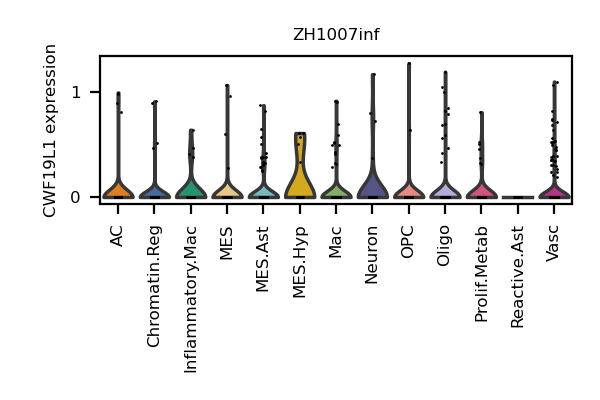 ZH1007inf
CWF19L1 expression
1
0
AC
Chromatin.Reg
Inflammatory.Mac
MES
MES.Ast
MES.Hyp
Mac
Neuron
OPC
Oligo
Prolif.Metab
Reactive.Ast
Vasc